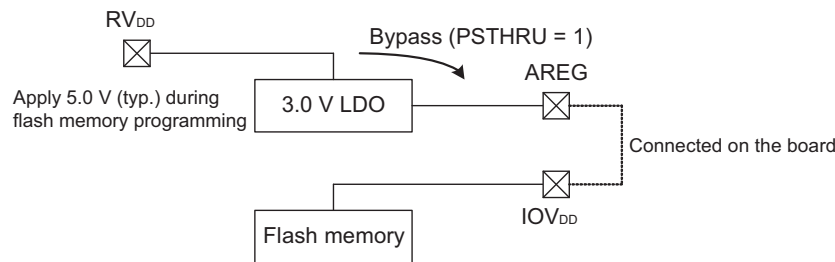 RVDD
Bypass (PSTHRU = 1)
AREG
Apply 5.0 V (typ.) during
flash memory programming
3.0 V LDO
Connected on the board
IOVDD
Flash memory